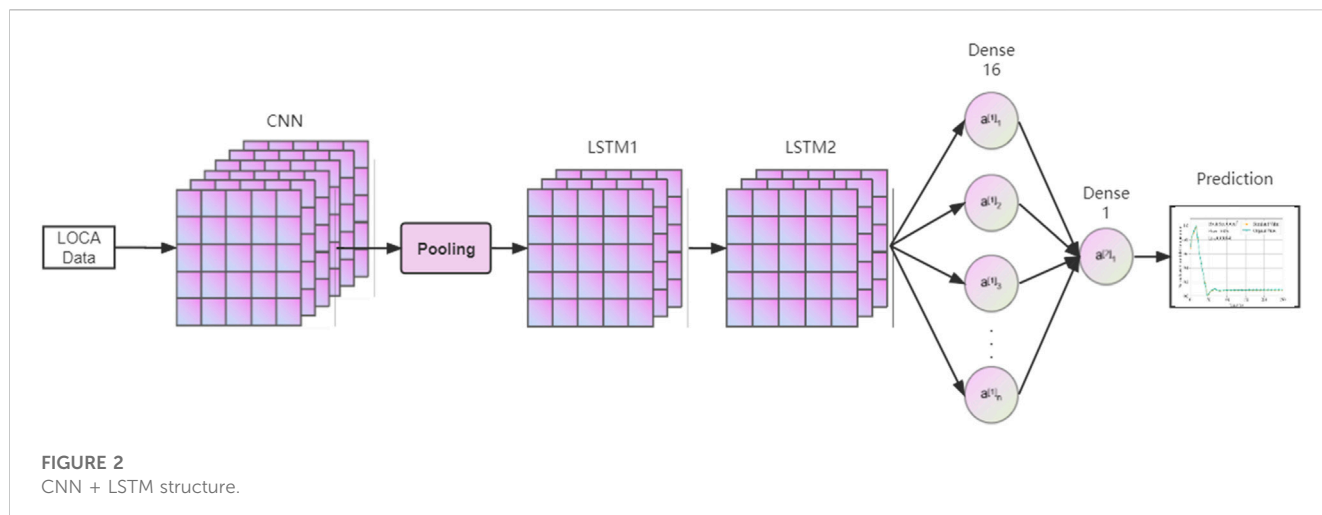 Dense
16
CNN
LSTM1
LSTM2
Dense
1
Prediction
LOCA
Data
Pooling
a[1]1
a[1]2
a[1]3
a[1]n
a[2]1
FIGURE 2
CNN + LSTM structure.